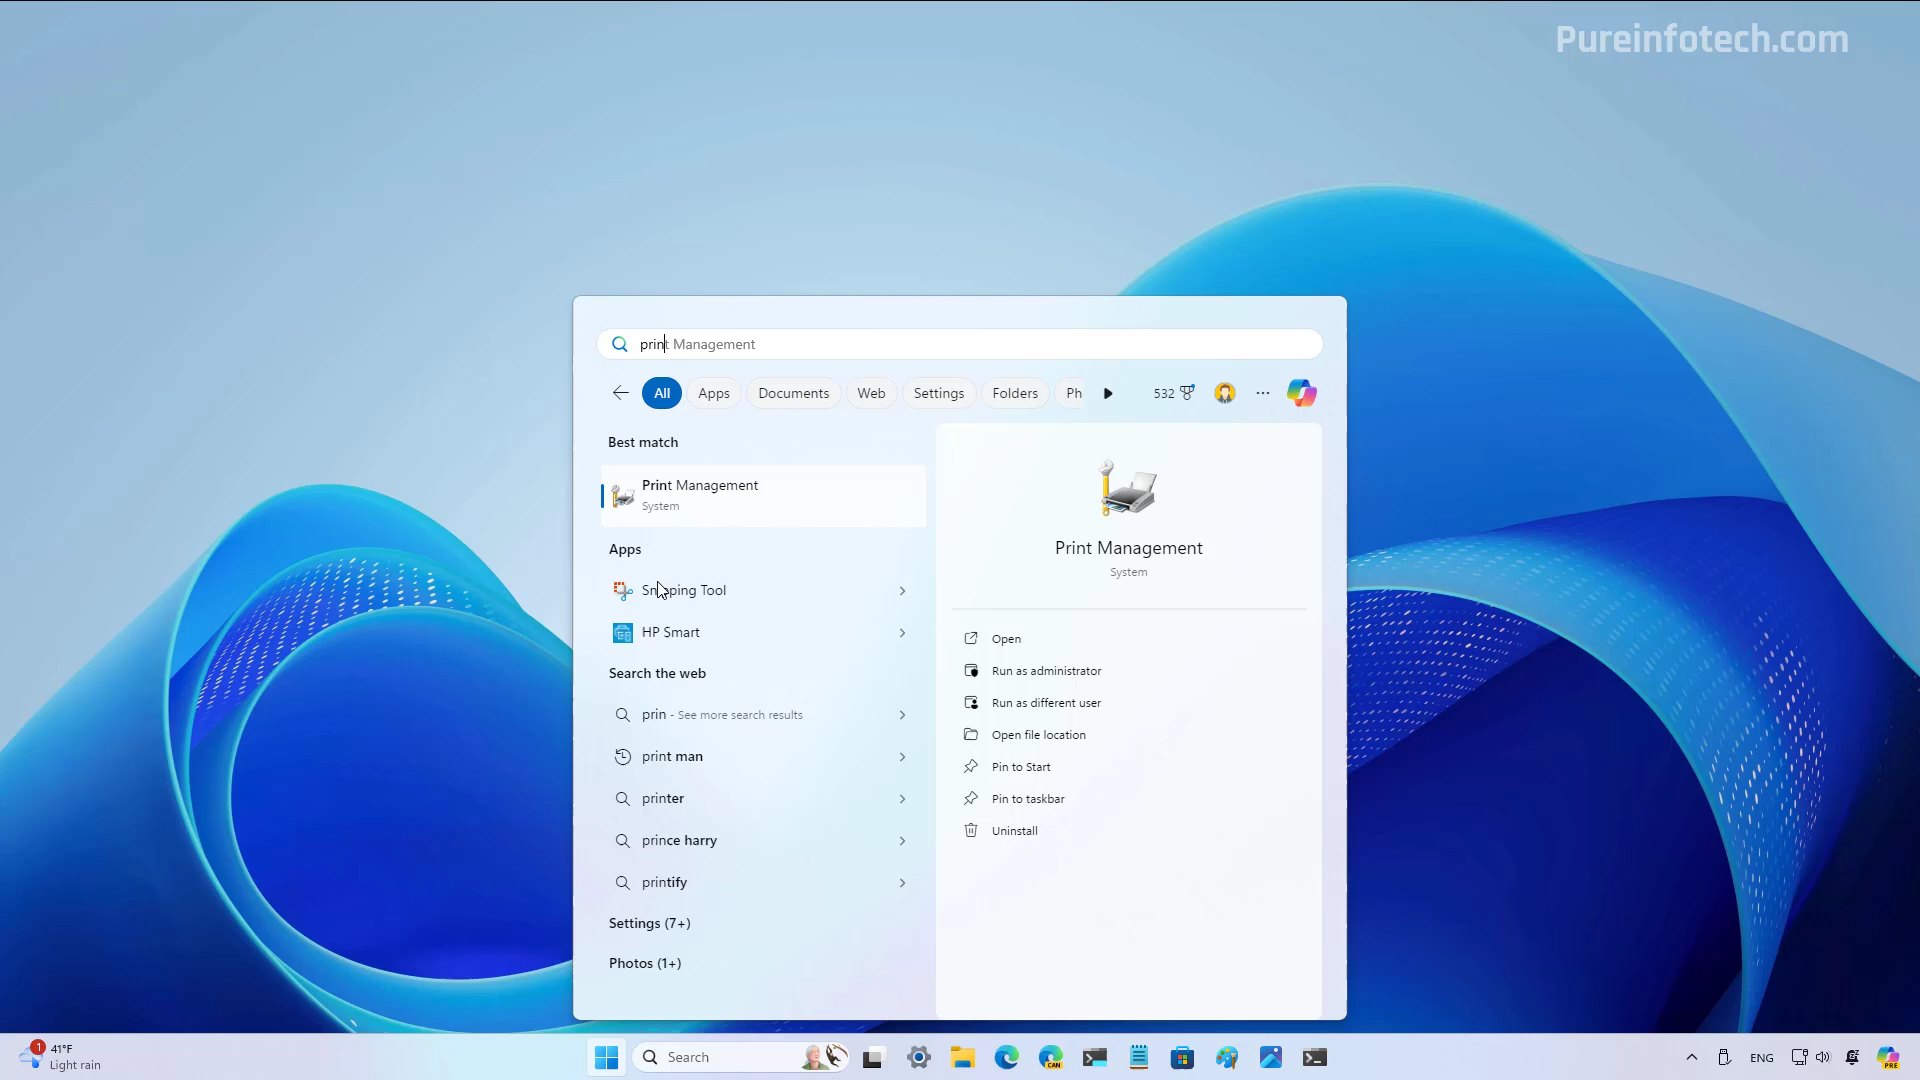 Pureinfotech.com
print Management
All Apps Documents Web Settings Folders Ph 532
Best match
Print Management
System
Apps
Snipping Tool
HP Smart
Search the web
prin - See more search results
print man
printer
prince harry
printify
Settings (7+)
Photos (1+)
Print Management
System
Open
Run as administrator
Run as different user
Open file location
Pin to Start
Pin to taskbar
Uninstall
1 41°F
Light rain
Search
CAN
ENG
PRE